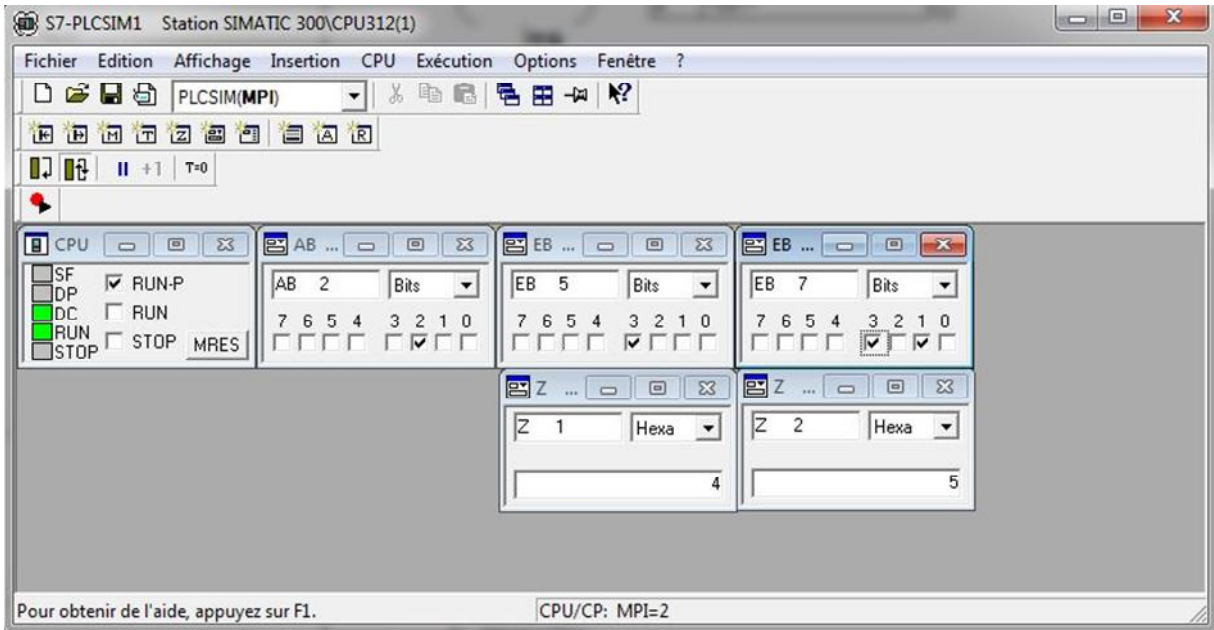 S7-PLCSIM1 Station SIMATIC 300\CPU312(1)
Fichier Edition Affichage Insertion CPU Exécution Options Fenêtre ?
PLCSIM(MPI)
+1 T=0
CPU
SF
DP
DC
RUN
STOP
RUN-P
RUN
STOP MRES
AB ...
AB 2 Bits
7 6 5 4 3 2 1 0
EB ...
EB 5 Bits
7 6 5 4 3 2 1 0
EB ...
EB 7 Bits
7 6 5 4 3 2 1 0
Z ...
Z 1 Hexa
4
Z ...
Z 2 Hexa
5
Pour obtenir de l'aide, appuyez sur F1. CPU/CP: MPI=2